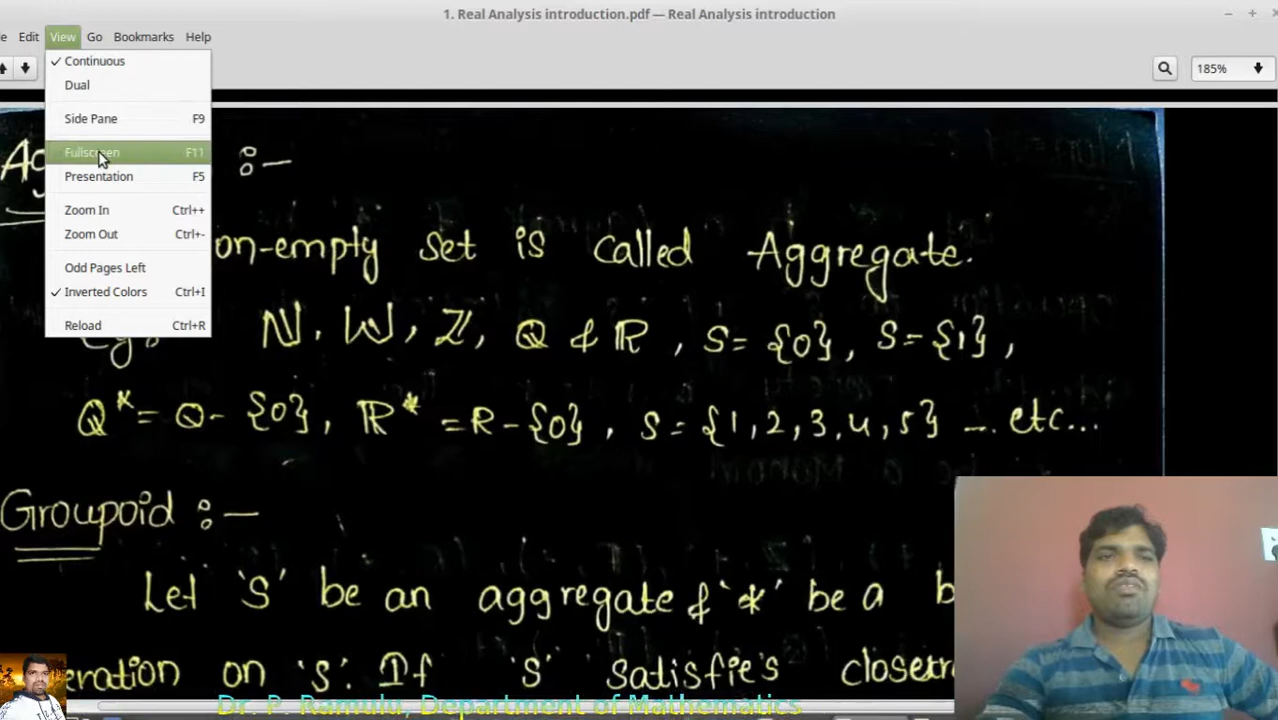 1. Real Analysis introduction.pdf — Real Analysis introduction
Edit View Go Bookmarks Help
185%
✓ Continuous
Dual
Side Pane F9
Fullscreen F11
Presentation F5
Zoom In Ctrl++
Zoom Out Ctrl+-
Odd Pages Left
✓ Inverted Colors Ctrl+I
Reload Ctrl+R
:-
on-empty set is called Aggregate.
Eg: N, W, Z, Q & R, S= {0}, S= {1},
Q* = Q- {0}, R* = R-{0}, S= {1,2,3,4,5} ... etc...
Groupoid :-
Let 'S' be an aggregate & '*' be a b
eration on 'S'. If 'S' satisfie's
Dr. P. Ramulu, Department of Mathematics